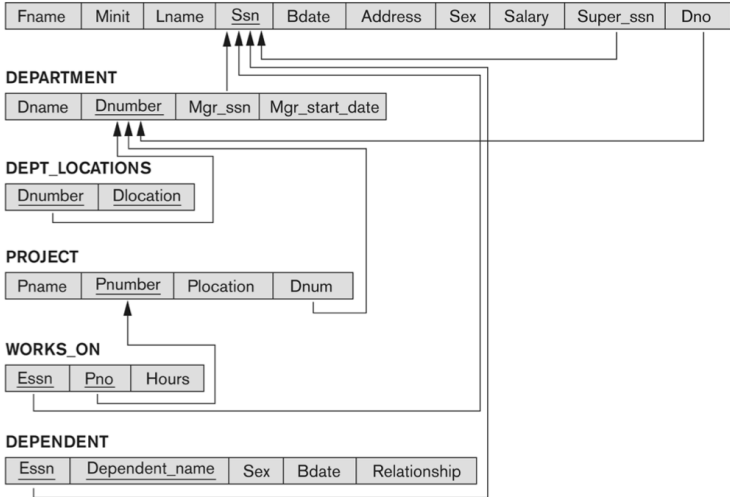 Fname Minit Lname Ssn Bdate Address Sex Salary Super_ssn Dno
DEPARTMENT
Dname Dnumber Mgr_ssn Mgr_start_date
DEPT_LOCATIONS
Dnumber Dlocation
PROJECT
Pname Pnumber Plocation Dnum
WORKS_ON
Essn Pno Hours
DEPENDENT
Essn Dependent_name Sex Bdate Relationship